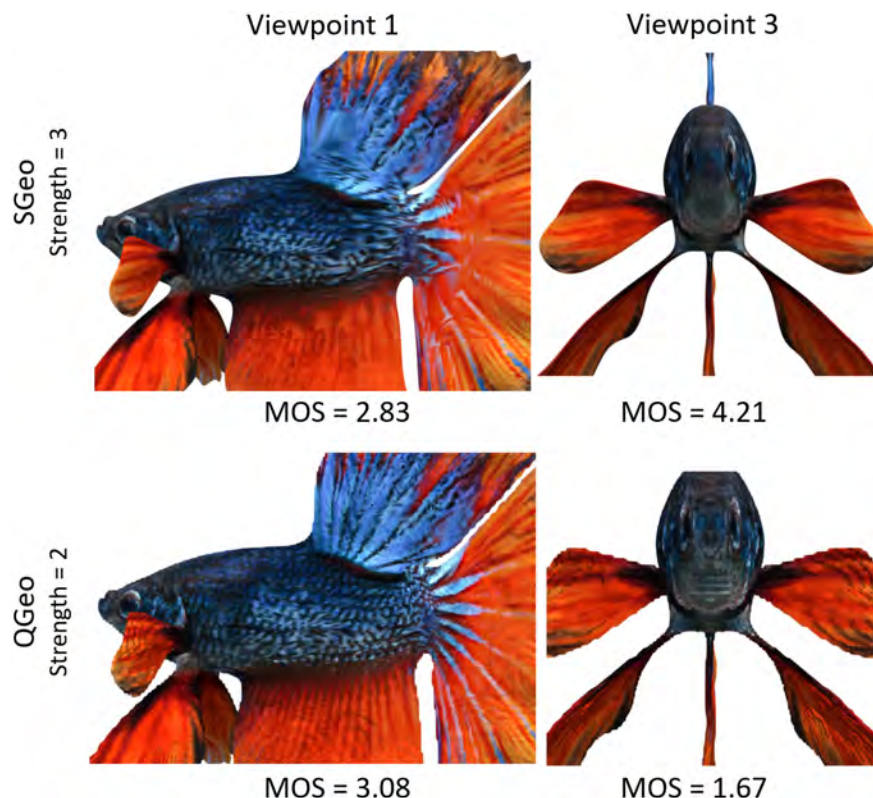 Viewpoint 1
Viewpoint 3
SGeo
Strength = 3
MOS = 2.83
MOS = 4.21
QGeo
Strength = 2
MOS = 3.08
MOS = 1.67